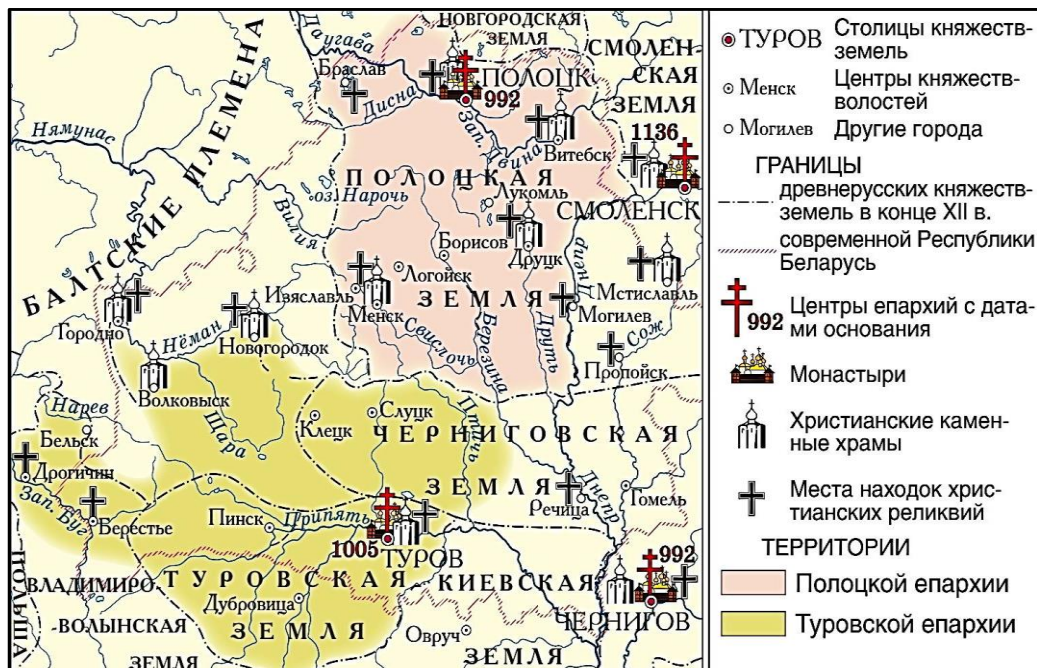 НОВГОРОДСКАЯ
ЗЕМЛЯ
СМОЛЕН-
СКАЯ
ЗЕМЛЯ
Даугава
Браслав
Дисна
ПОЛОЦК
992
Зап. Двина
Витебск
1136
СМОЛЕНСК
Нямунас
БАЛТСКИЕ ПЛЕМЕНА
ПОЛОЦКАЯ
ЗЕМЛЯ
оз. Нарочь
Вилия
Лукомль
Борисов
Друцк
Логойск
Изяславль
Менск
Свислочь
Березина
Друть
Днепр
Могилев
Мстиславль
Сож
Пропойск
Городно
Нёман
Новогородок
Волковыск
Щара
Нарев
Бельск
Дрогичин
Зап. Буг
Берестье
Клецк
Слуцк
Птичь
ЧЕРНИГОВСКАЯ
ЗЕМЛЯ
Речица
Днепр
Гомель
Пинск
Припять
1005
ТУРОВ
992
ЧЕРНИГОВ
ПОЛЬША
ВЛАДИМИРО-
ВОЛЫНСКАЯ
ЗЕМЛЯ
ТУРОВСКАЯ
ЗЕМЛЯ
Дубровица
КИЕВСКАЯ
ЗЕМЛЯ
Овруч
ТУРОВ Столицы княжеств-
земель
Менск Центры княжеств-
волостей
Могилев Другие города
ГРАНИЦЫ
древнерусских княжеств-
земель в конце XII в.
современной Республики
Беларусь
992 Центры епархий с дата-
ми основания
Монастыри
Христианские камен-
ные храмы
Места находок хрис-
тианских реликвий
ТЕРРИТОРИИ
Полоцкой епархии
Туровской епархии